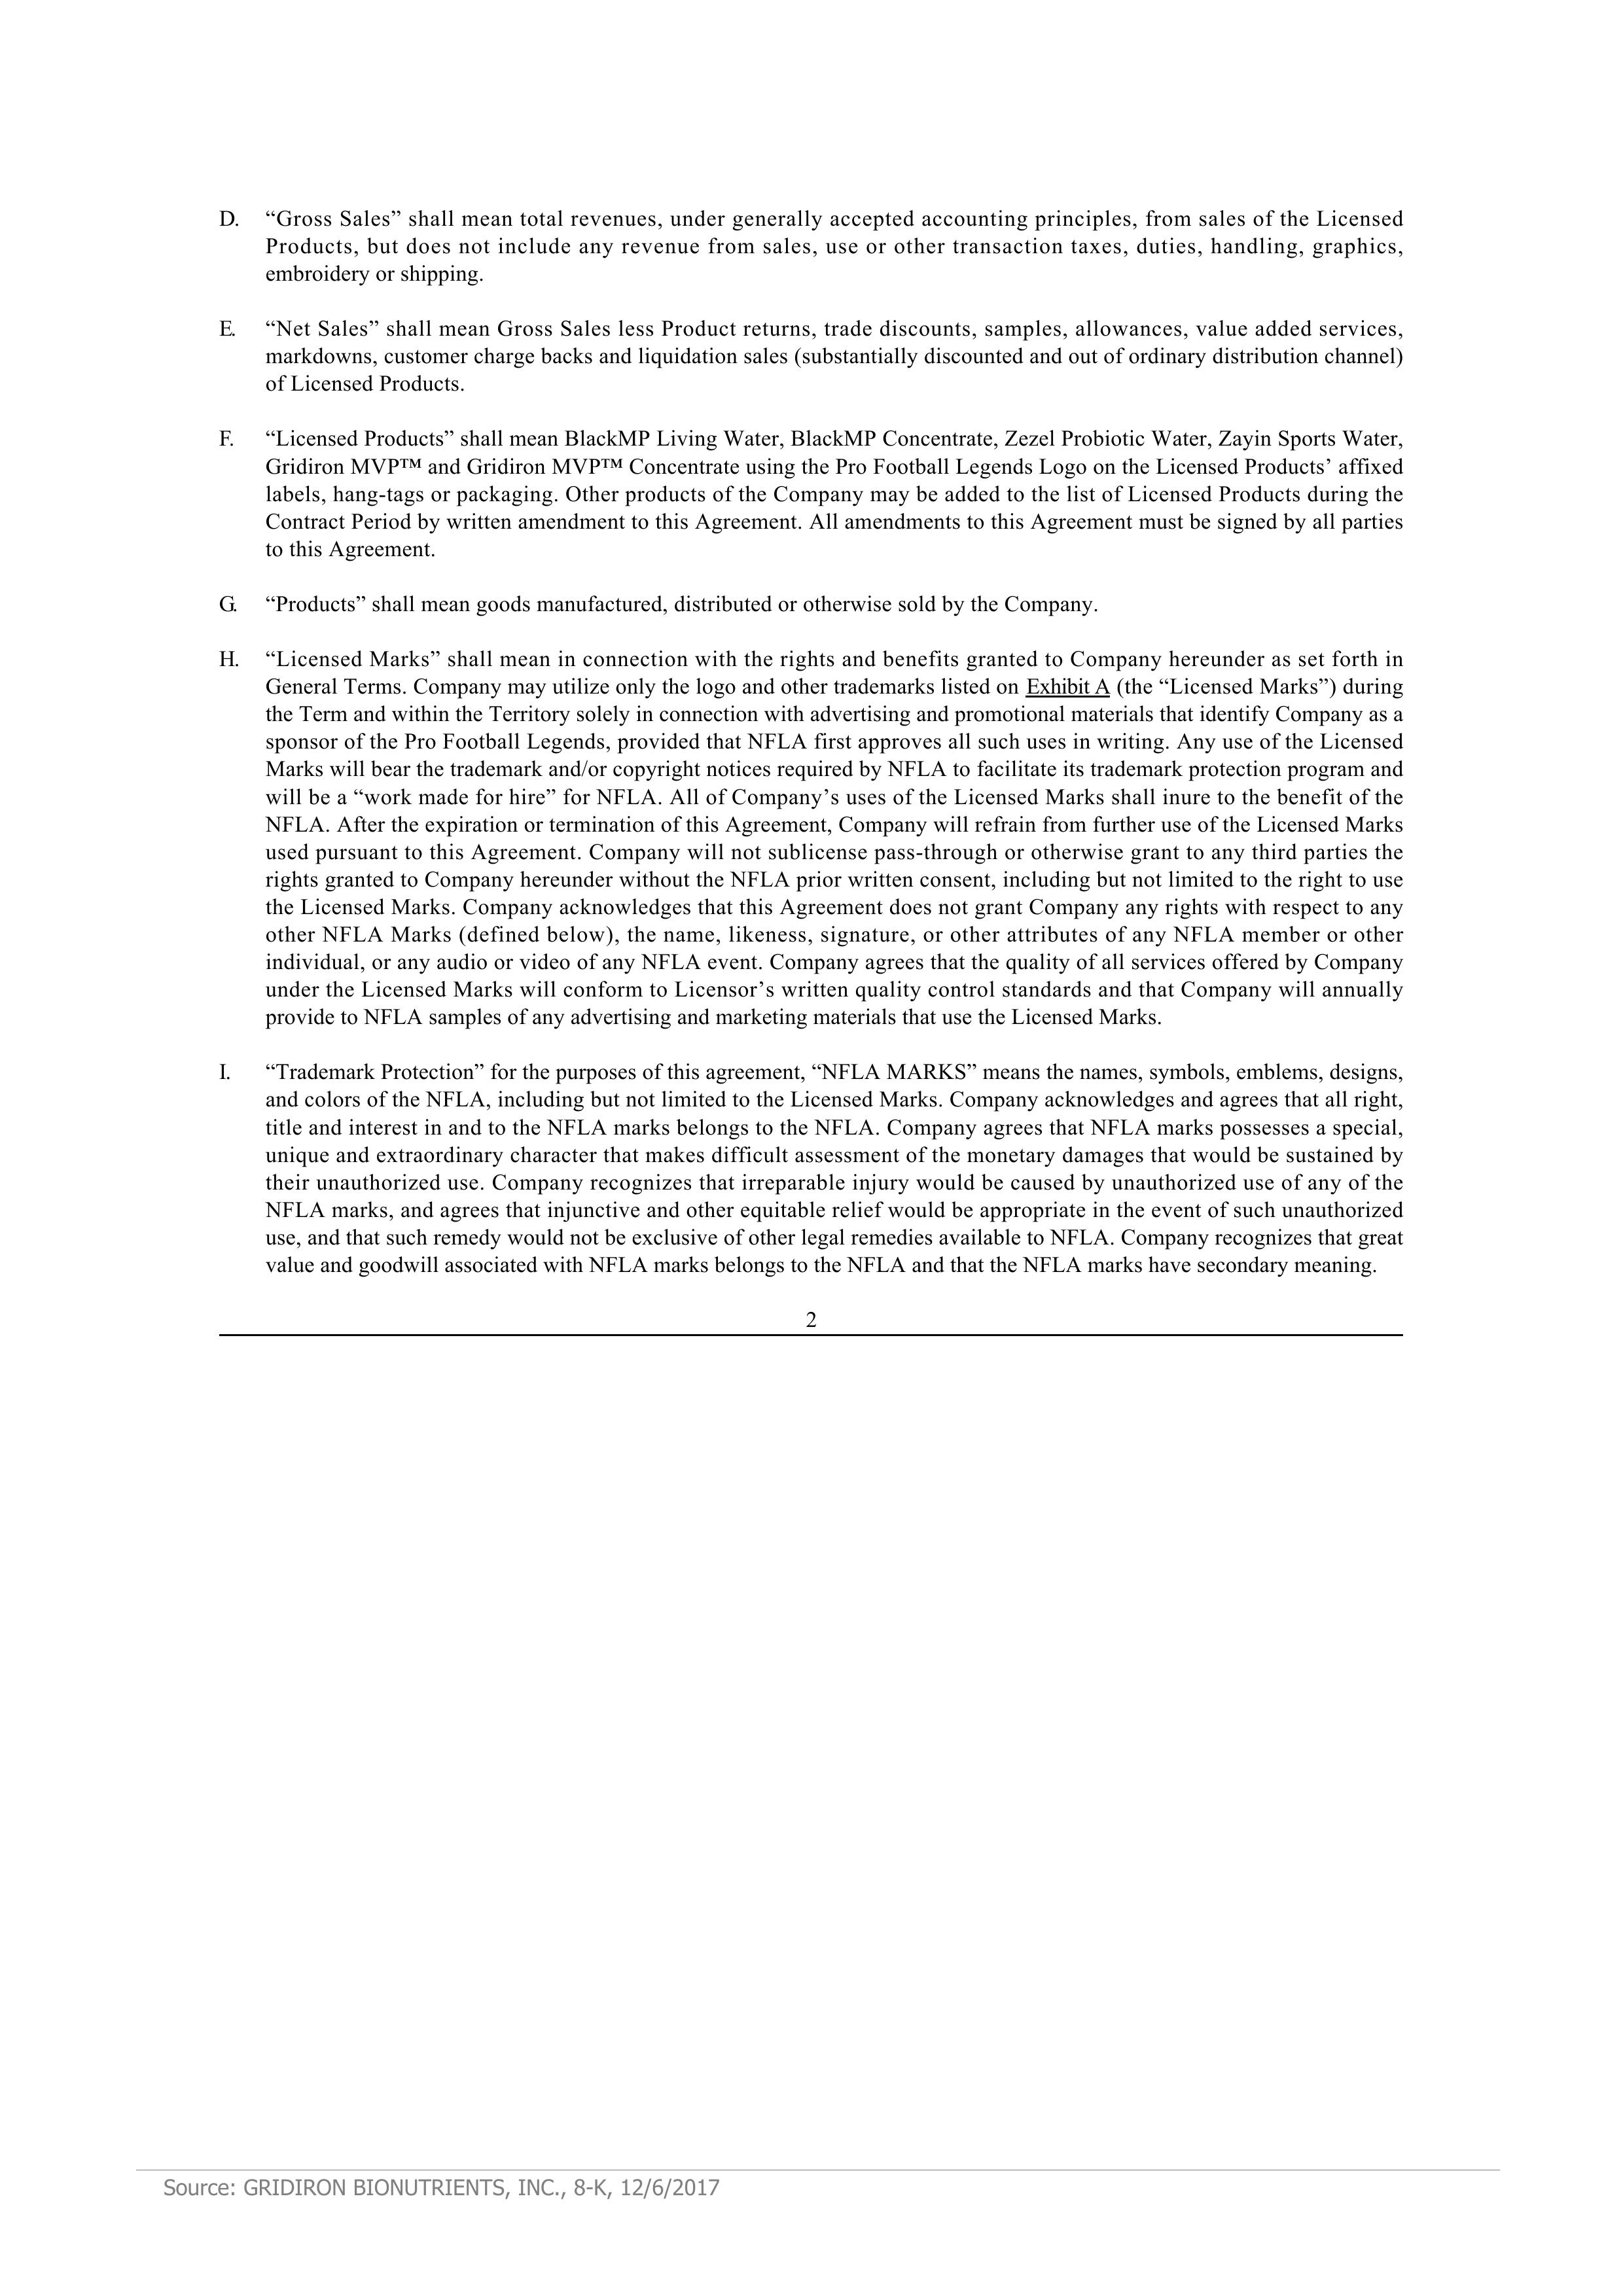 D. “Gross Sales” shall mean total revenues, under generally accepted accounting principles, from sales of the Licensed
Products, but does not include any revenue from sales, use or other transaction taxes, duties, handling, graphics,
embroidery or shipping.
E. “Net Sales” shall mean Gross Sales less Product returns, trade discounts, samples, allowances, value added services,
markdowns, customer charge backs and liquidation sales (substantially discounted and out of ordinary distribution channel)
of Licensed Products.
F. “Licensed Products” shall mean BlackMP Living Water, BlackMP Concentrate, Zezel Probiotic Water, Zayin Sports Water,
Gridiron MVP™ and Gridiron MVP™ Concentrate using the Pro Football Legends Logo on the Licensed Products’ affixed
labels, hang-tags or packaging. Other products of the Company may be added to the list of Licensed Products during the
Contract Period by written amendment to this Agreement. All amendments to this Agreement must be signed by all parties
to this Agreement.
G. “Products” shall mean goods manufactured, distributed or otherwise sold by the Company.
H. “Licensed Marks” shall mean in connection with the rights and benefits granted to Company hereunder as set forth in
General Terms. Company may utilize only the logo and other trademarks listed on Exhibit A (the “Licensed Marks”) during
the Term and within the Territory solely in connection with advertising and promotional materials that identify Company as a
sponsor of the Pro Football Legends, provided that NFLA first approves all such uses in writing. Any use of the Licensed
Marks will bear the trademark and/or copyright notices required by NFLA to facilitate its trademark protection program and
will be a “work made for hire” for NFLA. All of Company’s uses of the Licensed Marks shall inure to the benefit of the
NFLA. After the expiration or termination of this Agreement, Company will refrain from further use of the Licensed Marks
used pursuant to this Agreement. Company will not sublicense pass-through or otherwise grant to any third parties the
rights granted to Company hereunder without the NFLA prior written consent, including but not limited to the right to use
the Licensed Marks. Company acknowledges that this Agreement does not grant Company any rights with respect to any
other NFLA Marks (defined below), the name, likeness, signature, or other attributes of any NFLA member or other
individual, or any audio or video of any NFLA event. Company agrees that the quality of all services offered by Company
under the Licensed Marks will conform to Licensor’s written quality control standards and that Company will annually
provide to NFLA samples of any advertising and marketing materials that use the Licensed Marks.
I. “Trademark Protection” for the purposes of this agreement, “NFLA MARKS” means the names, symbols, emblems, designs,
and colors of the NFLA, including but not limited to the Licensed Marks. Company acknowledges and agrees that all right,
title and interest in and to the NFLA marks belongs to the NFLA. Company agrees that NFLA marks possesses a special,
unique and extraordinary character that makes difficult assessment of the monetary damages that would be sustained by
their unauthorized use. Company recognizes that irreparable injury would be caused by unauthorized use of any of the
NFLA marks, and agrees that injunctive and other equitable relief would be appropriate in the event of such unauthorized
use, and that such remedy would not be exclusive of other legal remedies available to NFLA. Company recognizes that great
value and goodwill associated with NFLA marks belongs to the NFLA and that the NFLA marks have secondary meaning.
2
Source: GRIDIRON BIONUTRIENTS, INC., 8-K, 12/6/2017